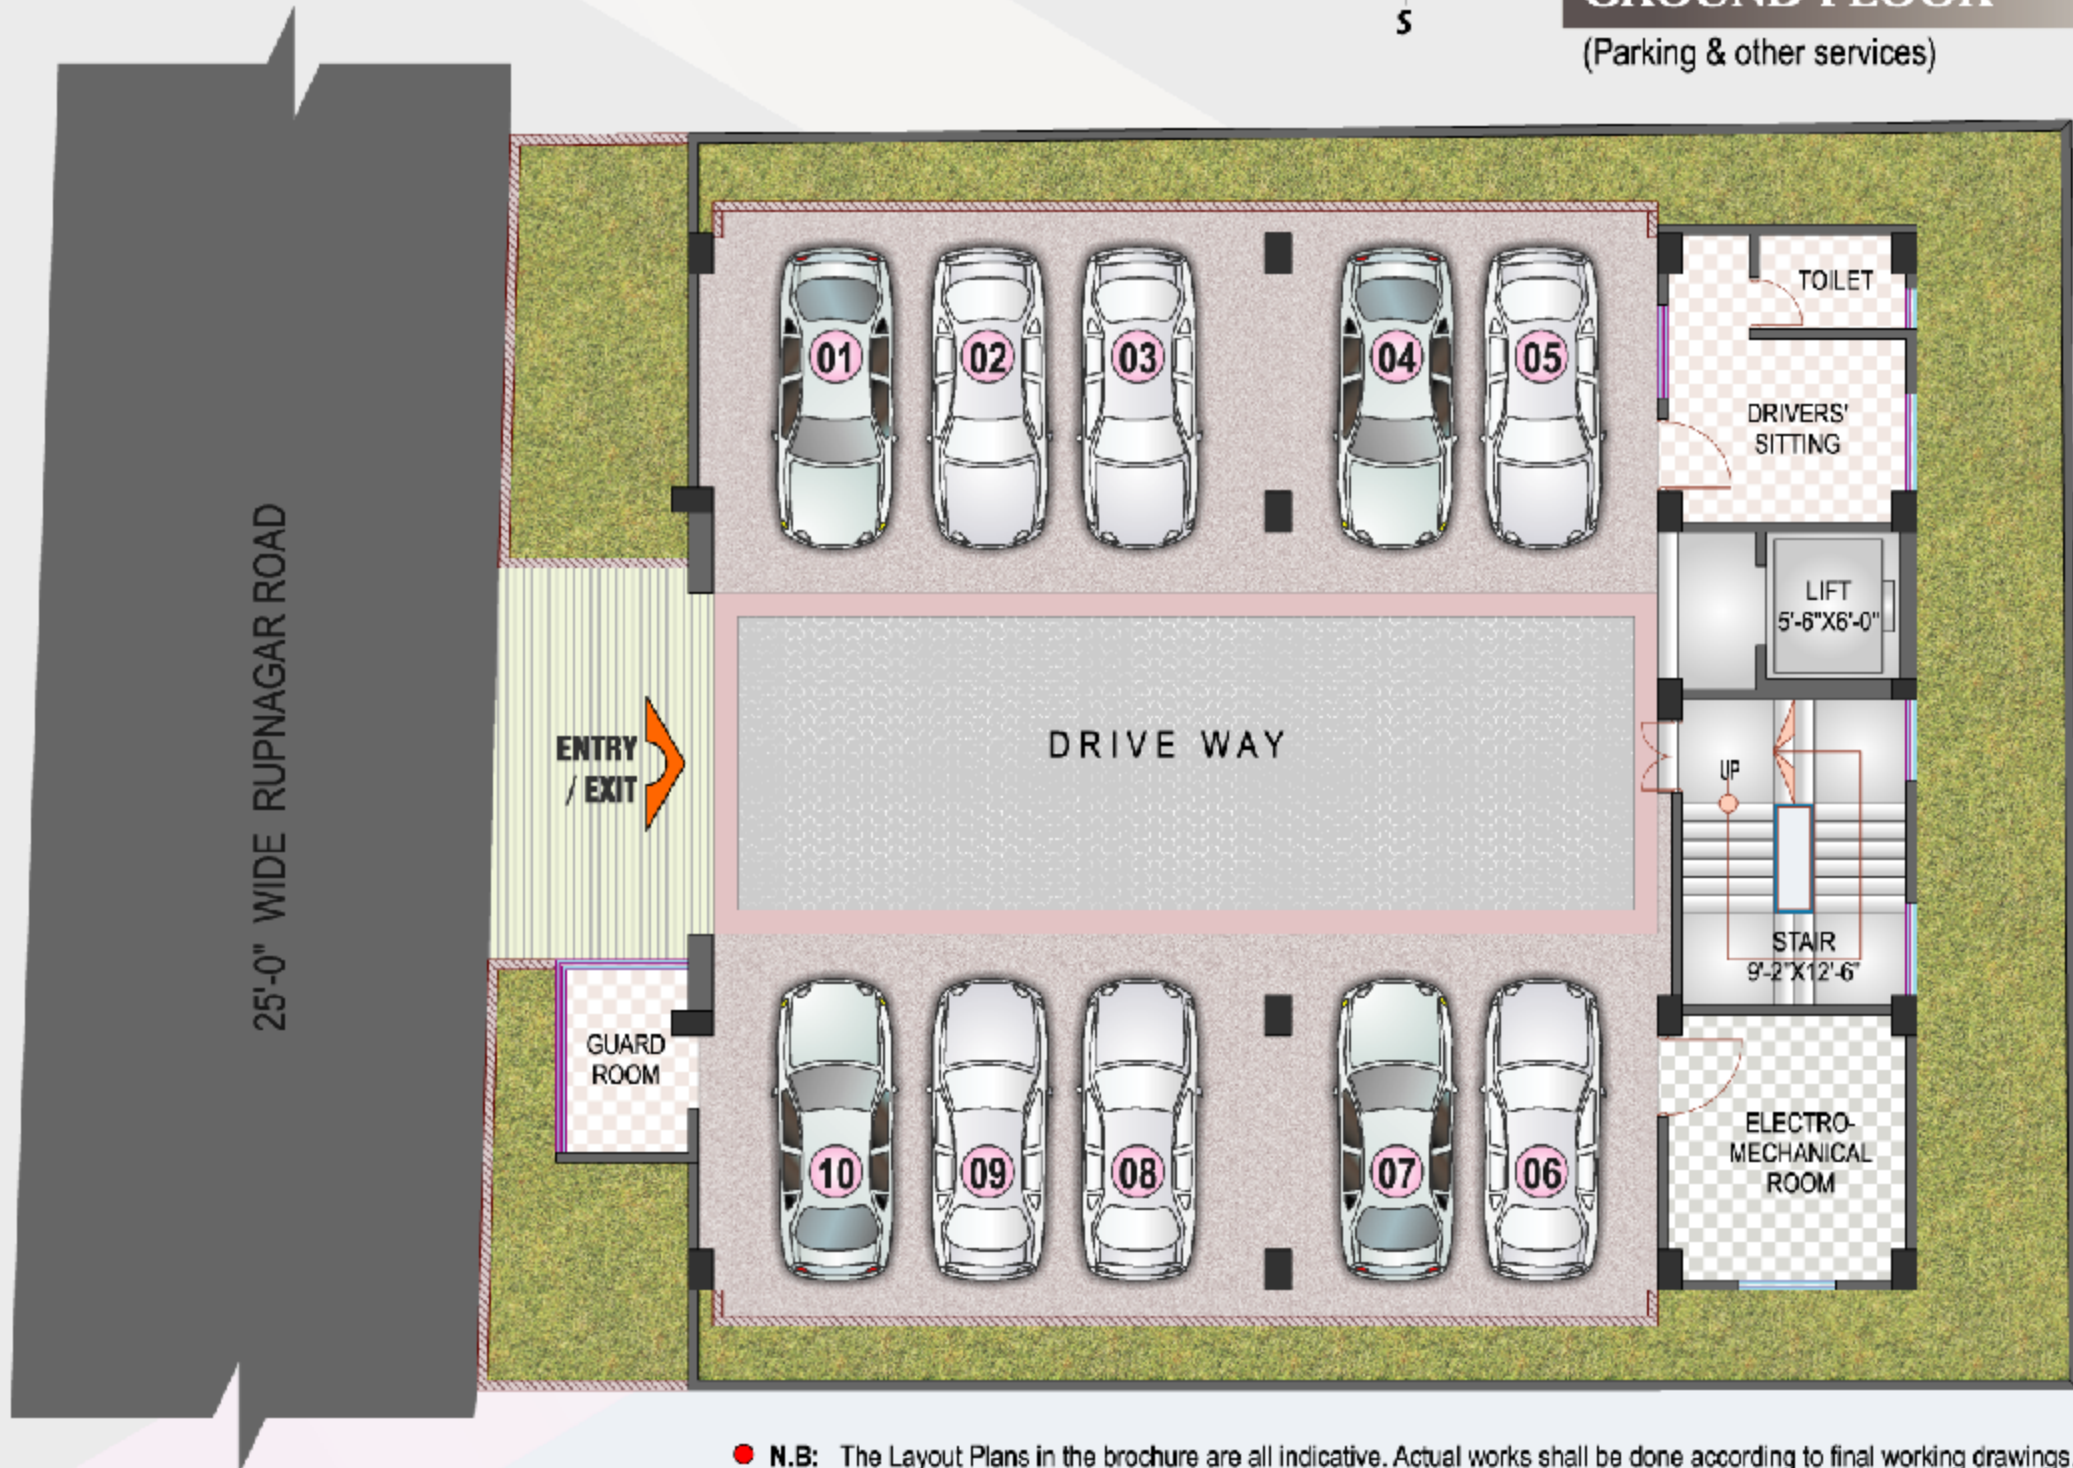 S
GROUND FLOOR
(Parking & other services)
01
02
03
04
05
TOILET
DRIVERS'
SITTING
LIFT
5'-6"X6'-0"
25'-0" WIDE RUPNAGAR ROAD
ENTRY
/ EXIT
DRIVE WAY
UP
STAIR
9'-2"X12'-6"
GUARD
ROOM
10
09
08
07
06
ELECTRO-
MECHANICAL
ROOM
N.B: The Layout Plans in the brochure are all indicative. Actual works shall be done according to final working drawings